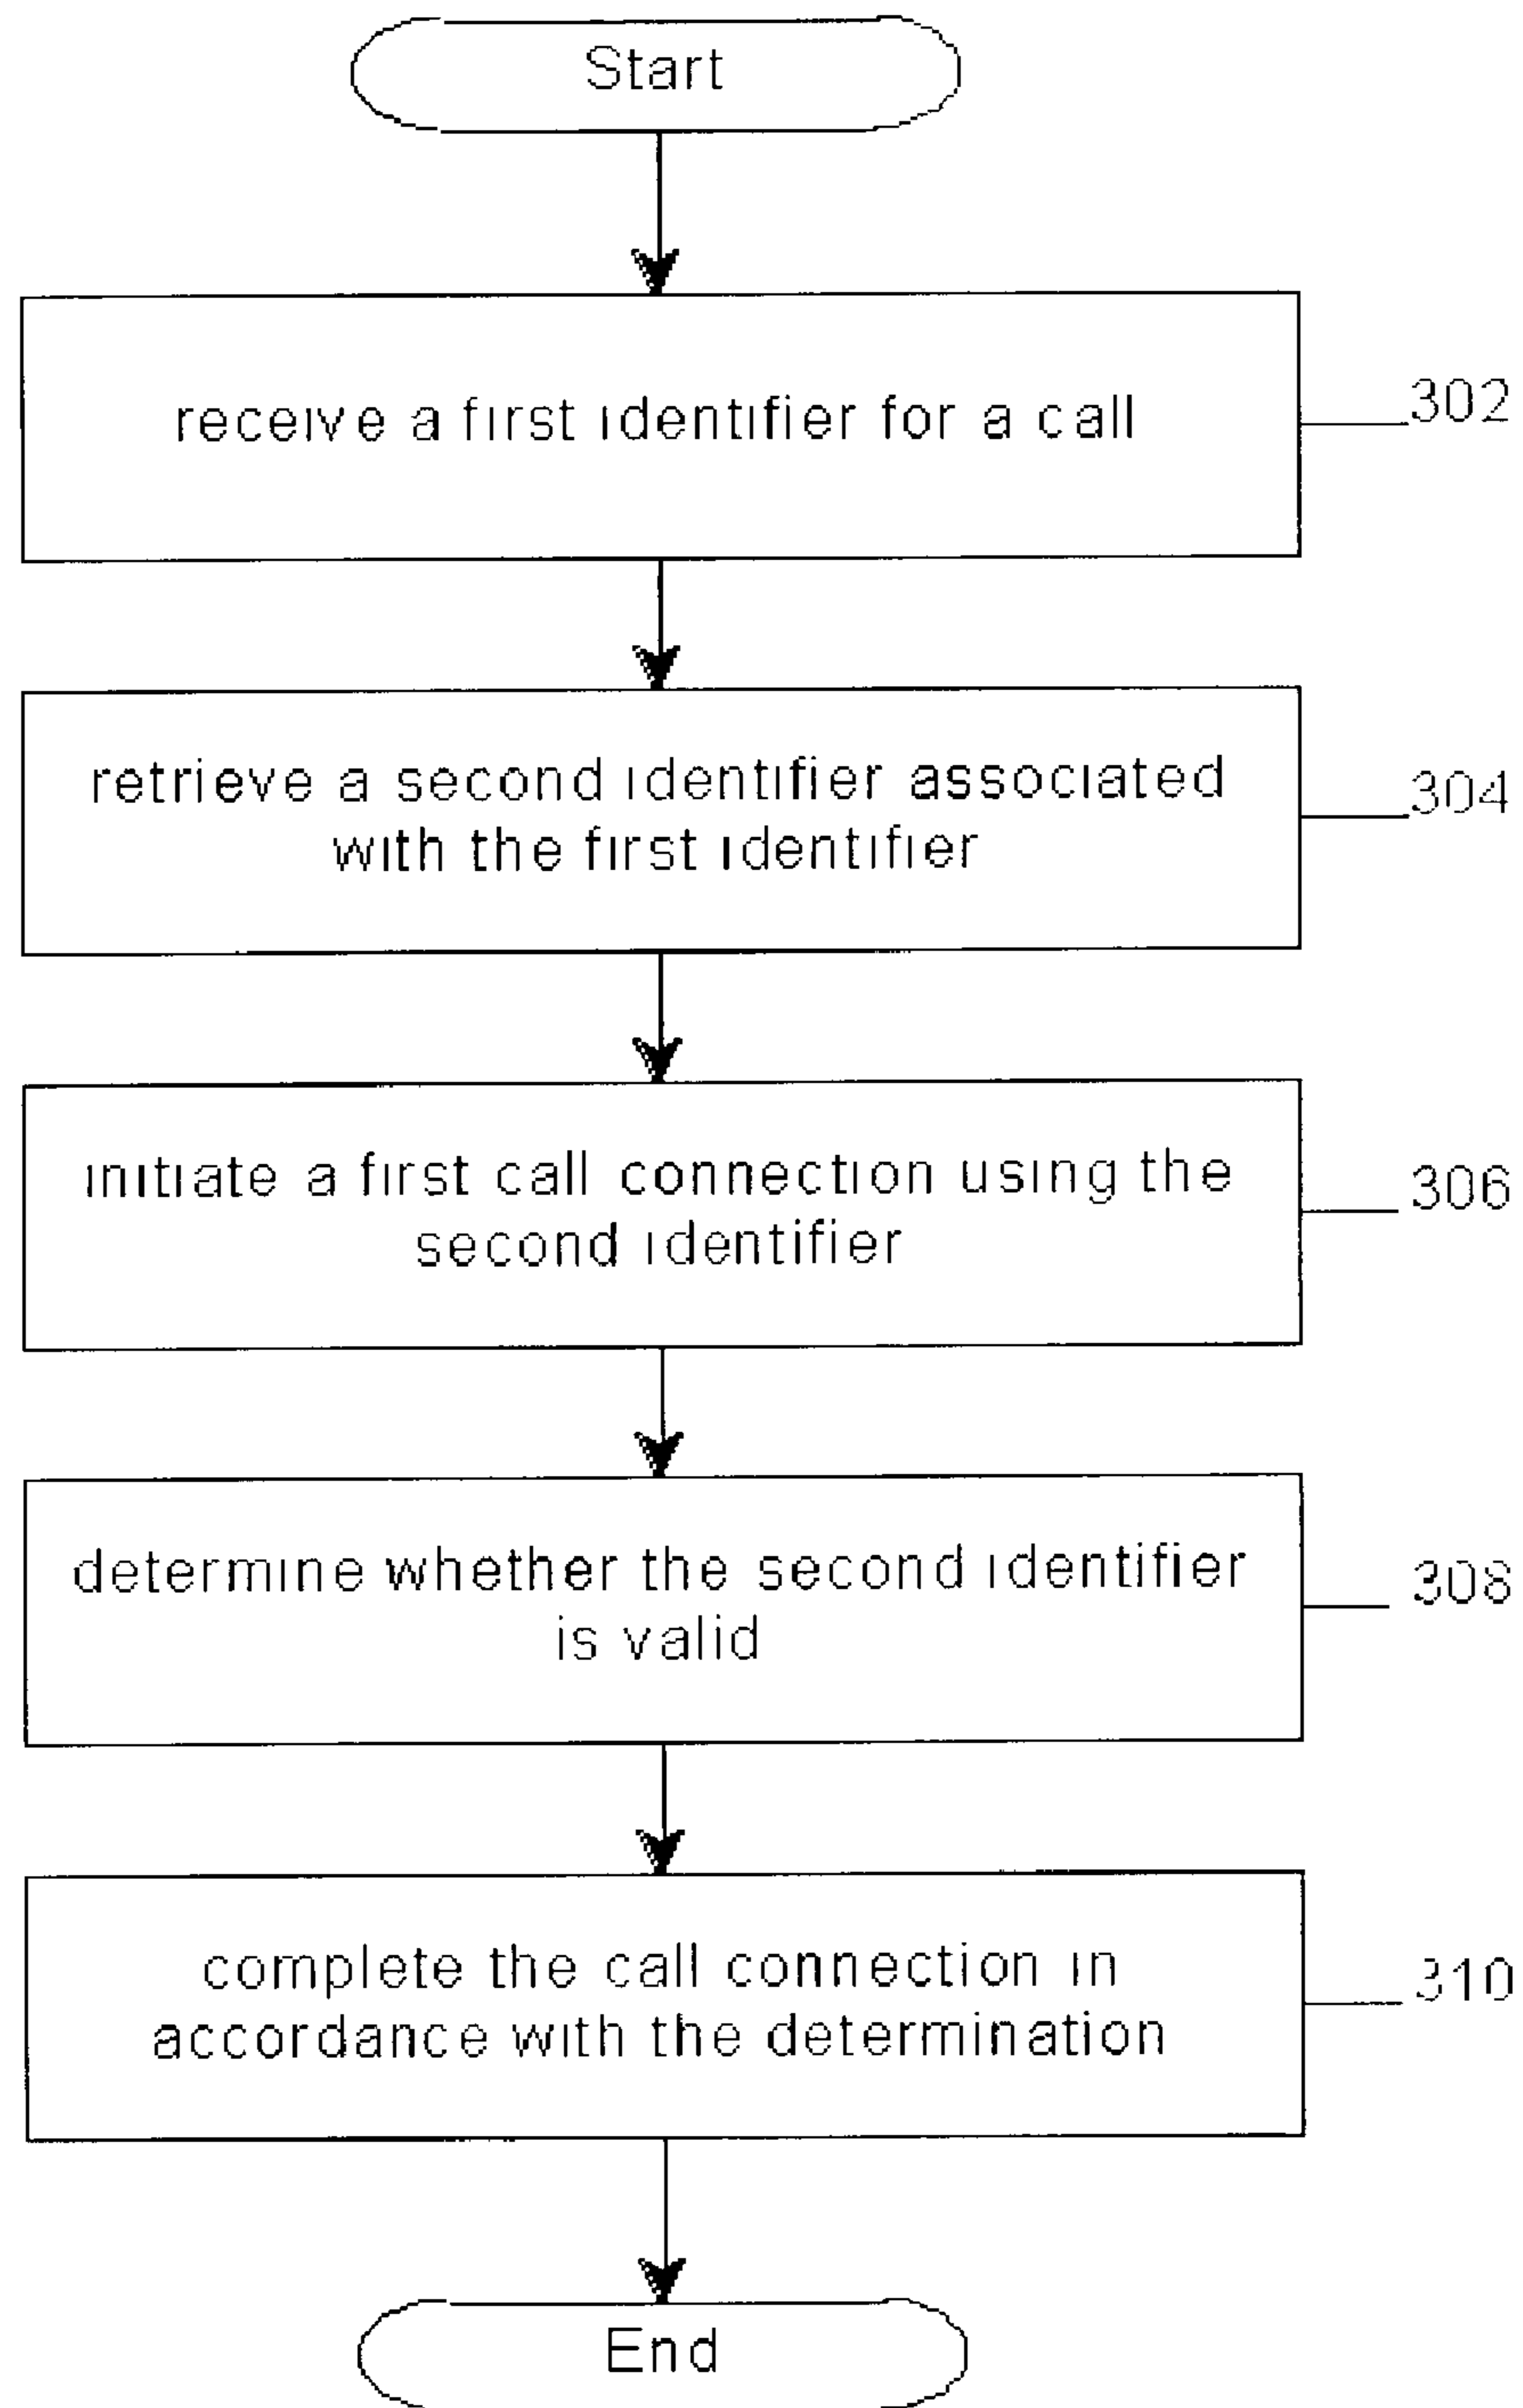 Start
receive a first identifier for a call
302
retrieve a second identifier associated
with the first identifier
304
initiate a first call connection using the
second identifier
306
determine whether the second identifier
is valid
308
complete the call connection in
accordance with the determination
310
End